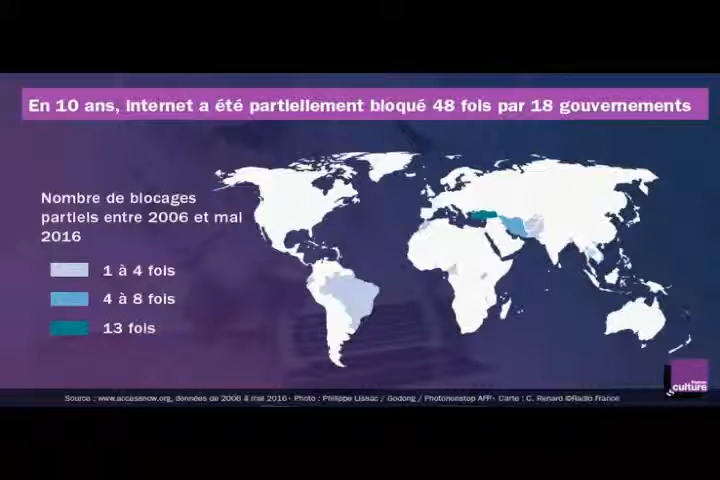 En 10 ans, Internet a été partiellement bloqué 48 fois par 18 gouvernements
Nombre de blocages
partiels entre 2006 et mai
2016
1 à 4 fois
4 à 8 fois
13 fois
france
culture
Source : www.accessnow.org, données de 2006 à mai 2016 - Photo : Philippe Lissac / Godong / Photononstop AFP - Carte : C. Renard ©Radio France